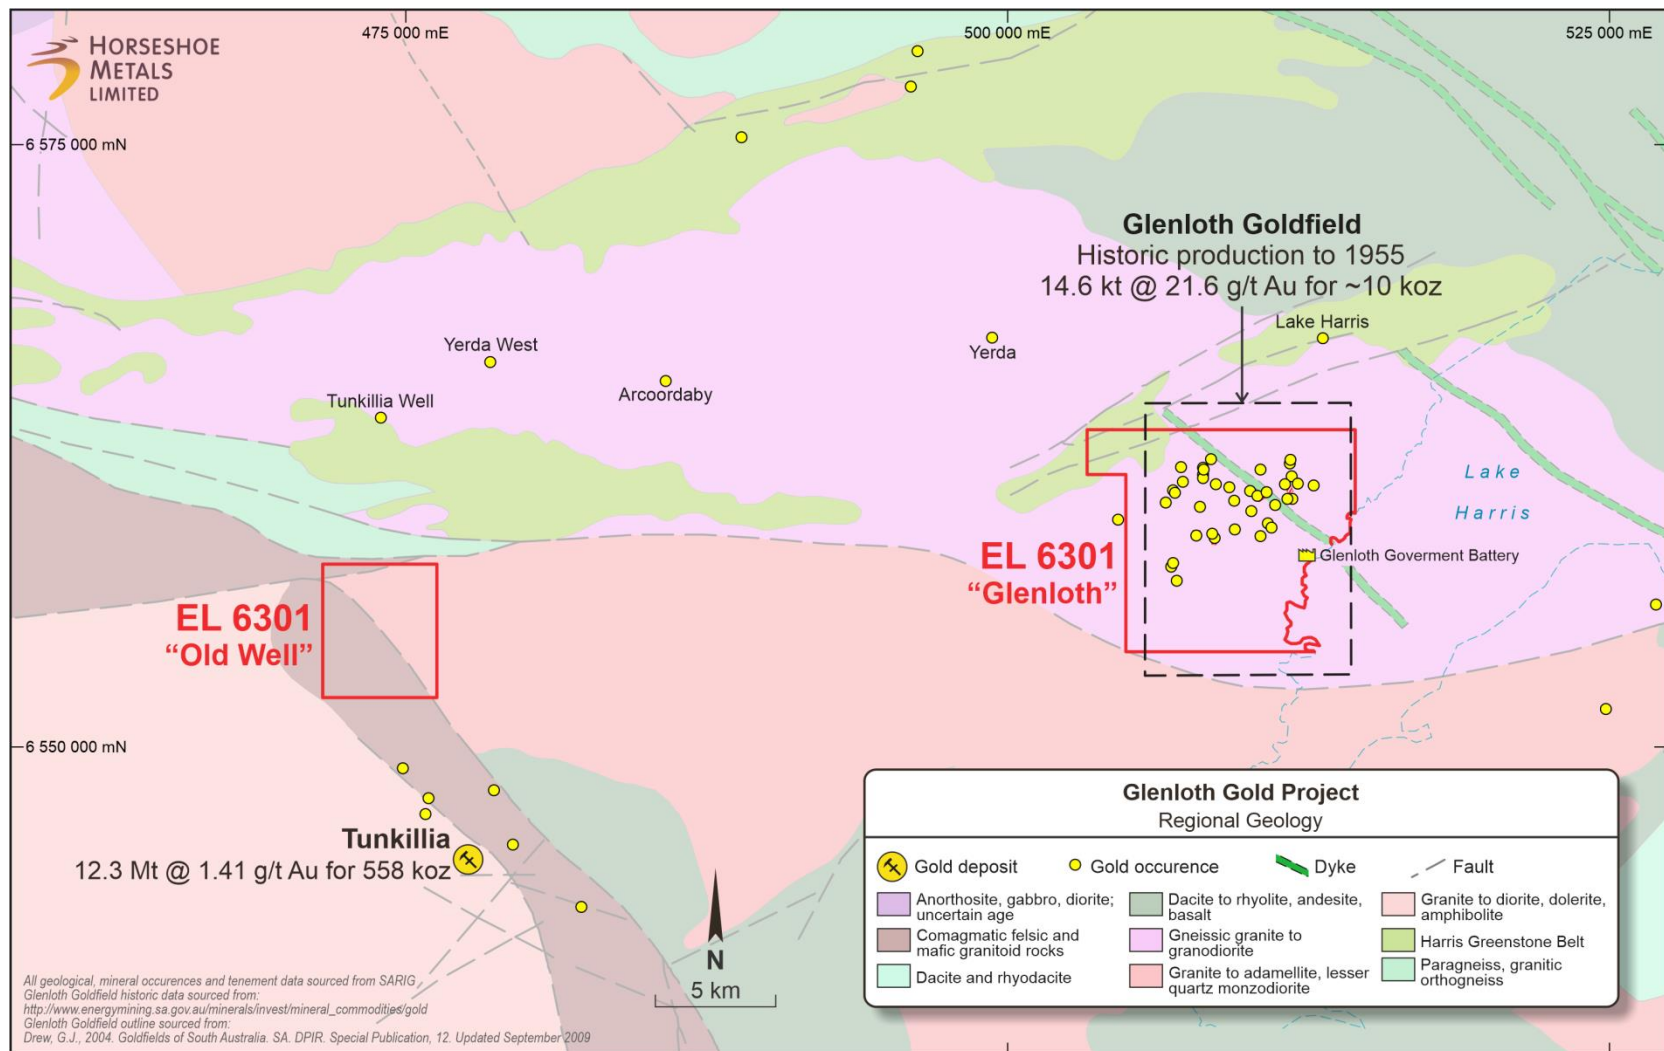 HORSESHOE
METALS
LIMITED
475 000 mE
500 000 mE
525 000 mE
6 575 000 mN
Glenloth Goldfield
Historic production to 1955
14.6 kt @ 21.6 g/t Au for ~10 koz
Lake Harris
Yerda West
Yerda
Arcoordaby
Tunkillia Well
Lake
Harris
EL 6301
“Glenloth”
Glenloth Goverment Battery
EL 6301
“Old Well”
6 550 000 mN
Tunkillia
12.3 Mt @ 1.41 g/t Au for 558 koz
N
5 km
Glenloth Gold Project
Regional Geology
Gold deposit
Gold occurence
Dyke
Fault
Anorthosite, gabbro, diorite;
uncertain age
Dacite to rhyolite, andesite,
basalt
Granite to diorite, dolerite,
amphibolite
Comagmatic felsic and
mafic granitoid rocks
Gneissic granite to
granodiorite
Harris Greenstone Belt
Dacite and rhyodacite
Granite to adamellite, lesser
quartz monzodiorite
Paragneiss, granitic
orthogneiss
All geological, mineral occurences and tenement data sourced from SARIG
Glenloth Goldfield historic data sourced from:
http://www.energymining.sa.gov.au/minerals/invest/mineral_commodities/gold
Glenloth Goldfield outline sourced from:
Drew, G.J., 2004. Goldfields of South Australia. SA. DPIR. Special Publication, 12. Updated September 2009